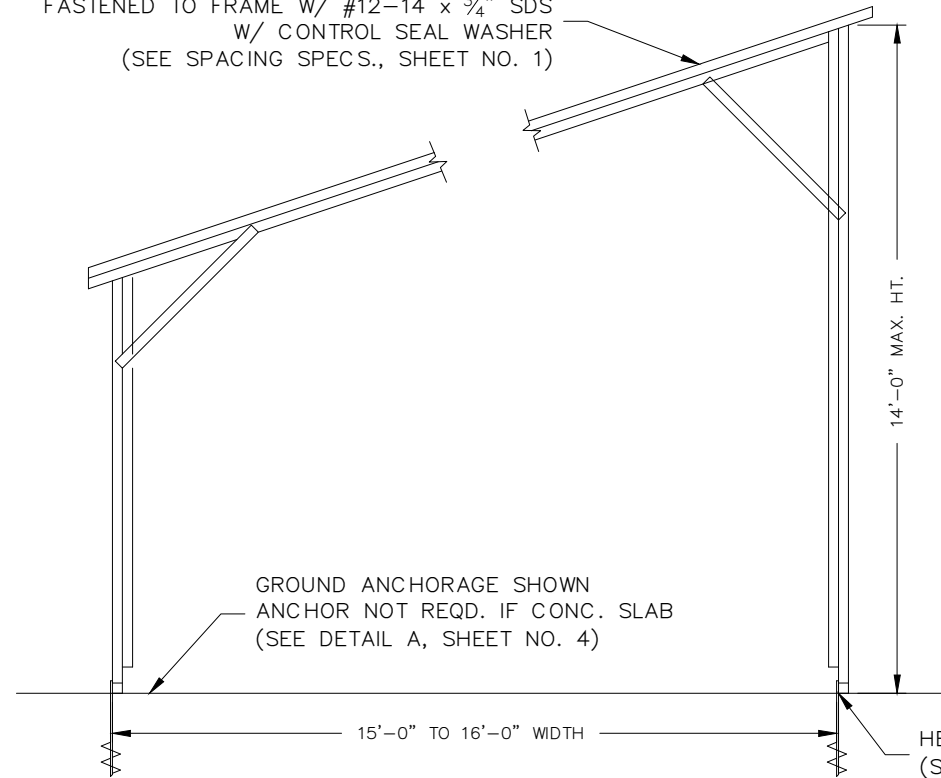 FASTENED TO FRAME W/ #12-14 x 3/4" SDS
W/ CONTROL SEAL WASHER
(SEE SPACING SPECS., SHEET NO. 1)
14'-0" MAX. HT.
GROUND ANCHORAGE SHOWN
ANCHOR NOT REQD. IF CONC. SLAB
(SEE DETAIL A, SHEET NO. 4)
15'-0" TO 16'-0" WIDTH